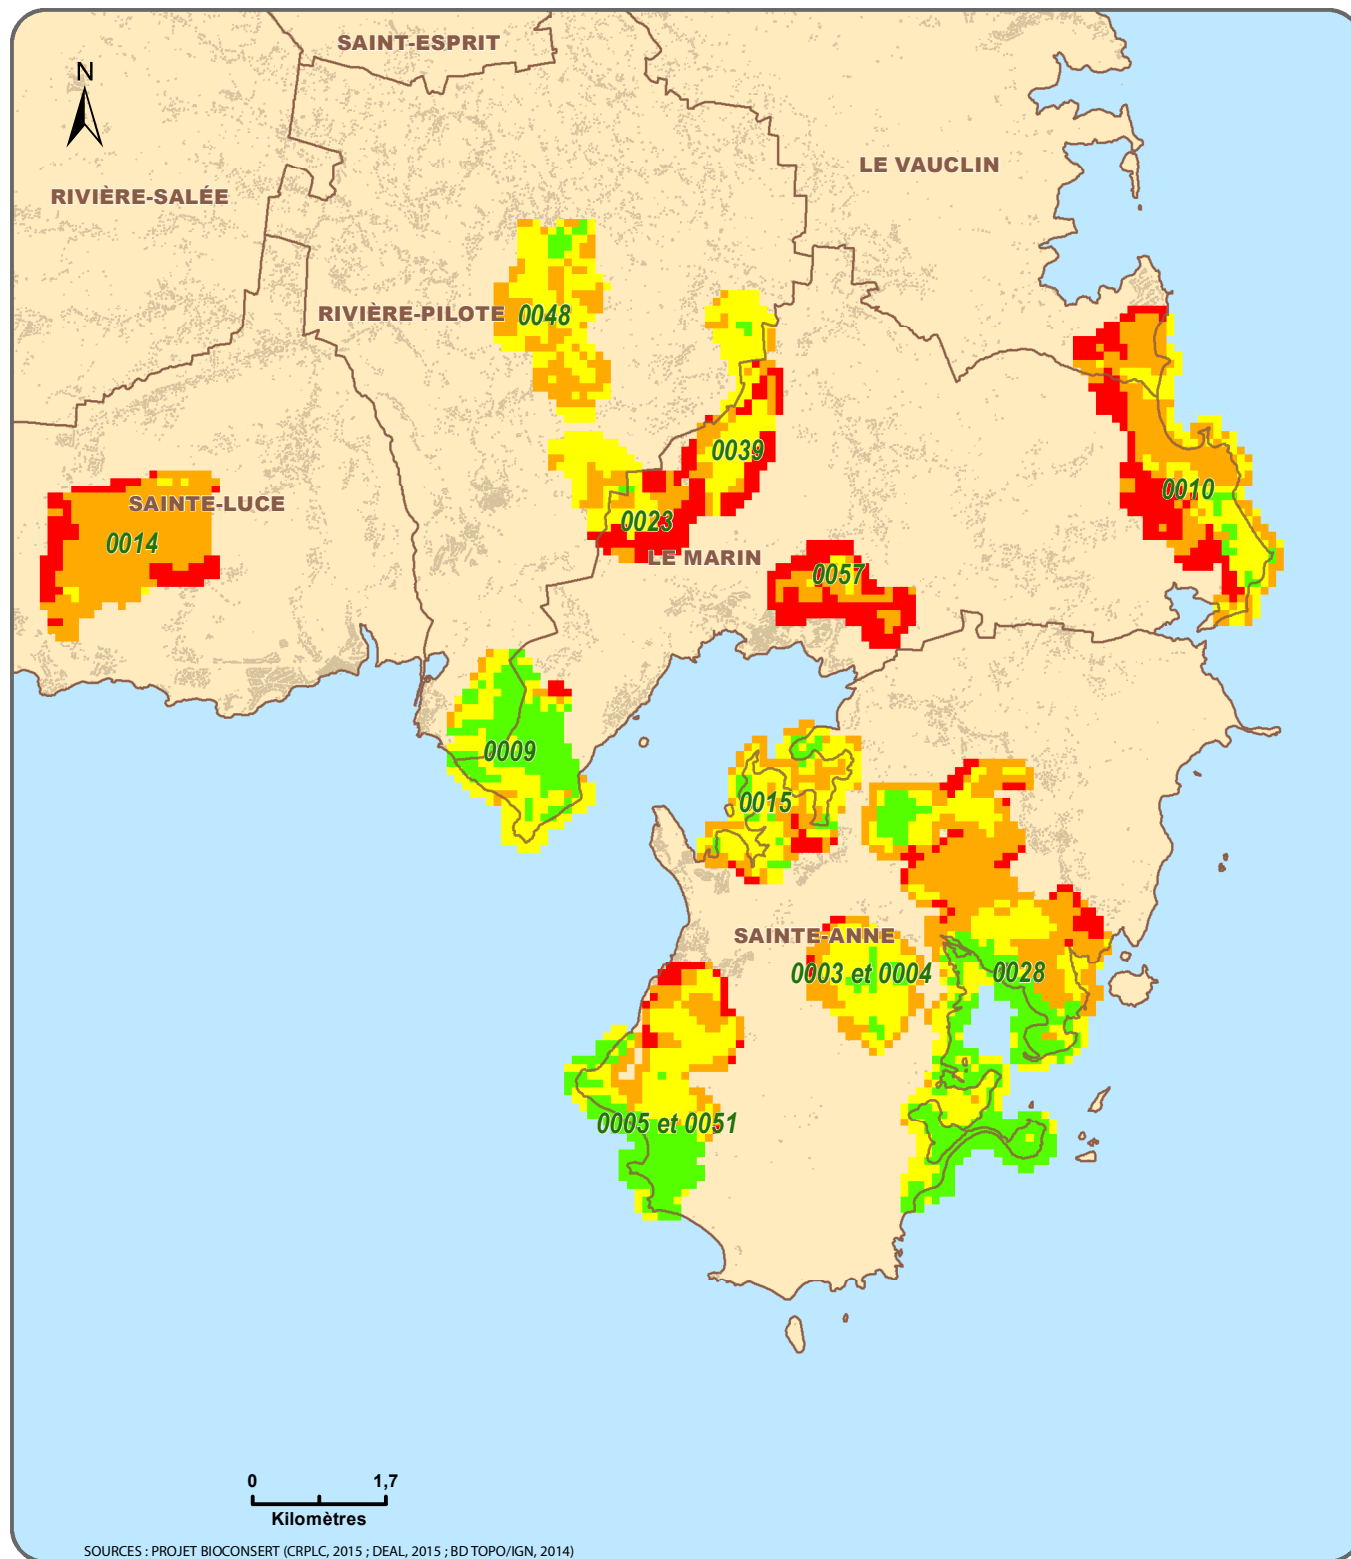 SAINT-ESPRIT
N
LE VAUCLIN
RIVIÈRE-SALÉE
RIVIÈRE-PILOTE
0048
0039
0010
SAINTE-LUCE
0014
0023
LE MARIN
0057
0009
0015
SAINTE-ANNE
0003 et 0004
0028
0005 et 0051
0 1,7
Kilomètres
SOURCES : PROJET BIOCONSERT (CRPLC, 2015 ; DEAL, 2015 ; BD TOPO/IGN, 2014)